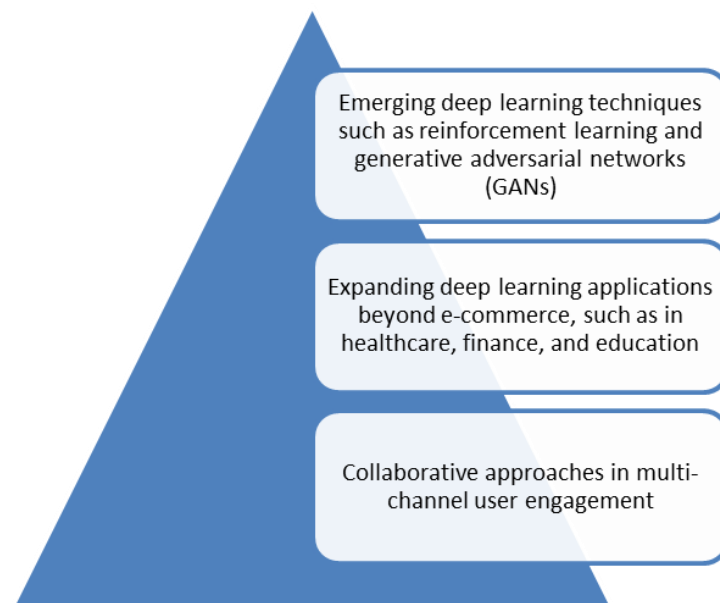 Emerging deep learning techniques
such as reinforcement learning and
generative adversarial networks
(GANs)
Expanding deep learning applications
beyond e-commerce, such as in
healthcare, finance, and education
Collaborative approaches in multi-
channel user engagement